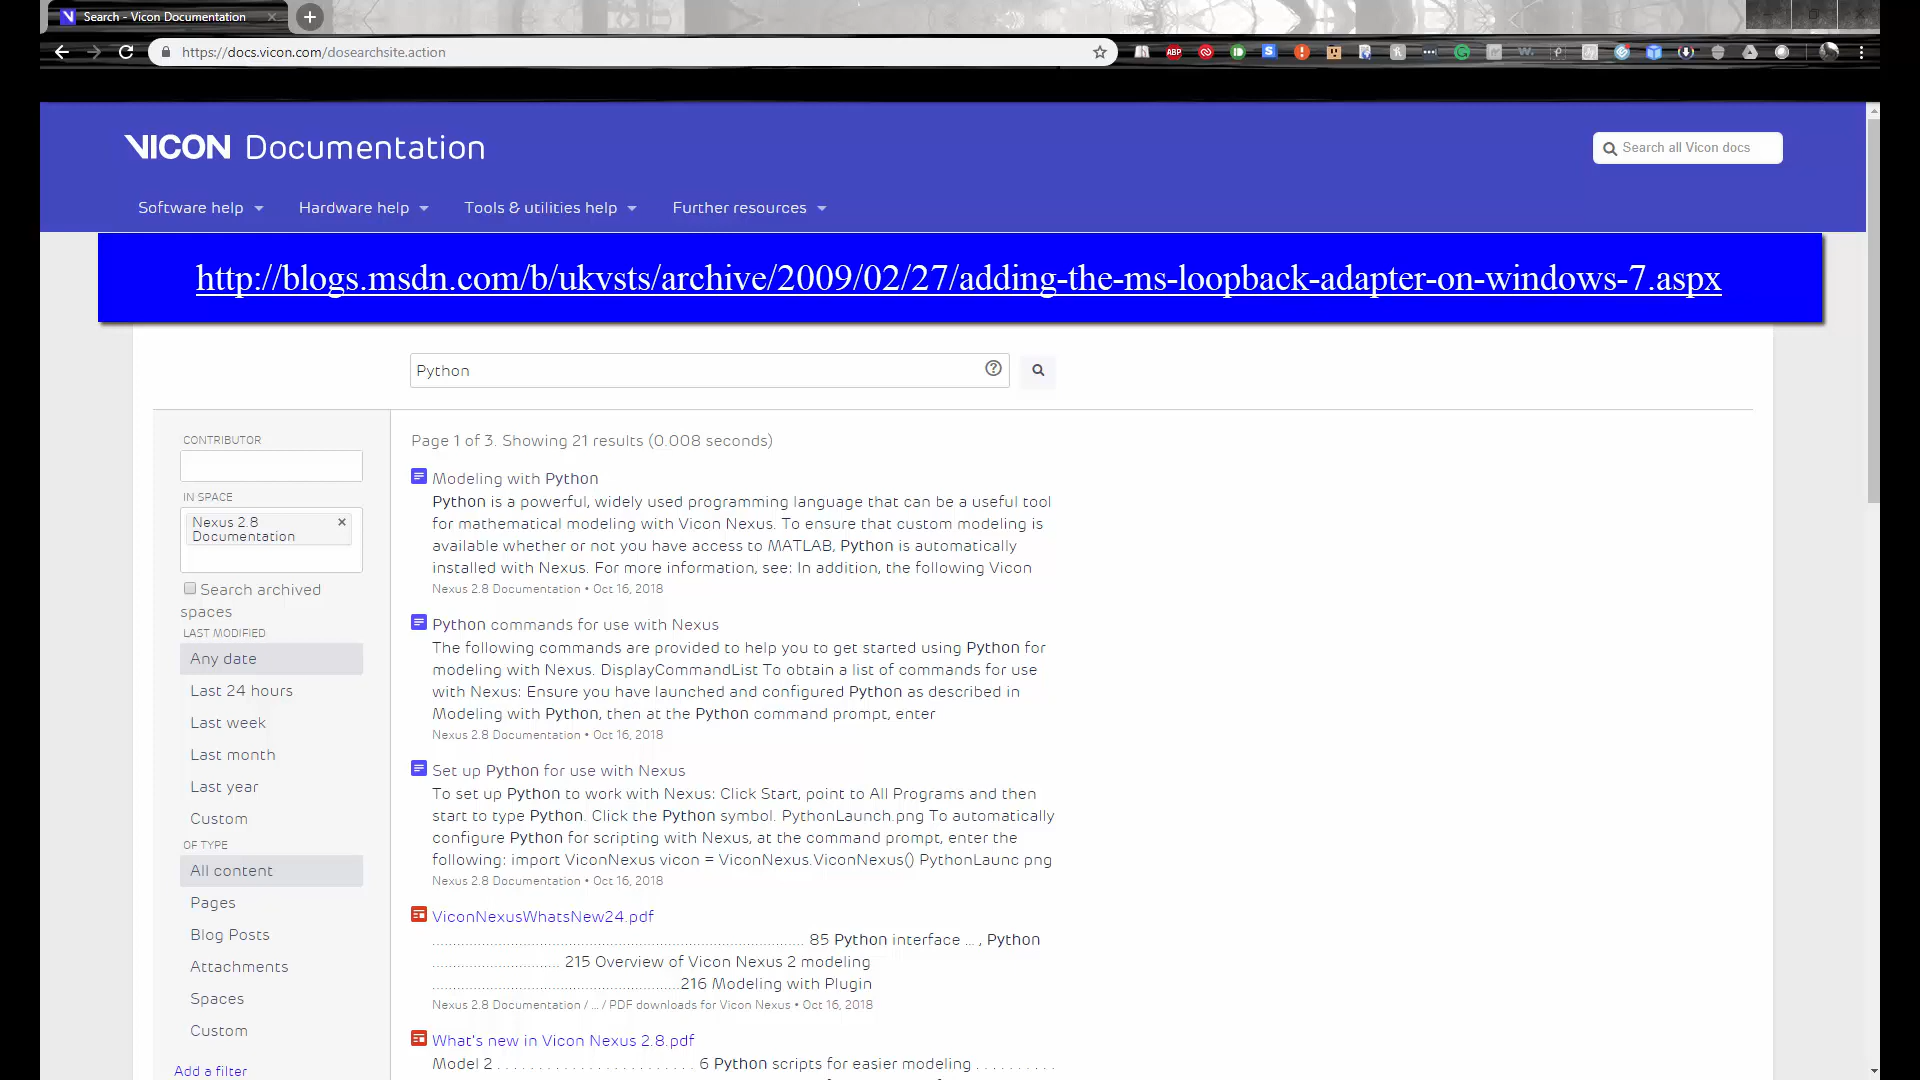 Search - Vicon Documentation
https://docs.vicon.com/dosearchsite.action
VICON Documentation
Search all Vicon docs
Software help
Hardware help
Tools & utilities help
Further resources
http://blogs.msdn.com/b/ukvsts/archive/2009/02/27/adding-the-ms-loopback-adapter-on-windows-7.aspx
Python
CONTRIBUTOR
IN SPACE
Nexus 2.8
Documentation
Search archived
spaces
LAST MODIFIED
Any date
Last 24 hours
Last week
Last month
Last year
Custom
OF TYPE
All content
Pages
Blog Posts
Attachments
Spaces
Custom
Add a filter
Page 1 of 3. Showing 21 results (0.008 seconds)
Modeling with Python
Python is a powerful, widely used programming language that can be a useful tool
for mathematical modeling with Vicon Nexus. To ensure that custom modeling is
available whether or not you have access to MATLAB, Python is automatically
installed with Nexus. For more information, see: In addition, the following Vicon
Nexus 2.8 Documentation • Oct 16, 2018
Python commands for use with Nexus
The following commands are provided to help you to get started using Python for
modeling with Nexus. DisplayCommandList To obtain a list of commands for use
with Nexus: Ensure you have launched and configured Python as described in
Modeling with Python, then at the Python command prompt, enter
Nexus 2.8 Documentation • Oct 16, 2018
Set up Python for use with Nexus
To set up Python to work with Nexus: Click Start, point to All Programs and then
start to type Python. Click the Python symbol. PythonLaunch.png To automatically
configure Python for scripting with Nexus, at the command prompt, enter the
following: import ViconNexus vicon = ViconNexus.ViconNexus() PythonLaunc png
Nexus 2.8 Documentation • Oct 16, 2018
ViconNexusWhatsNew24.pdf
........................................................................................... 85 Python interface ... , Python
............................... 215 Overview of Vicon Nexus 2 modeling
.............................................................216 Modeling with Plugin
Nexus 2.8 Documentation / ... / PDF downloads for Vicon Nexus • Oct 16, 2018
What's new in Vicon Nexus 2.8.pdf
Model 2 . . . . . . . . . . . . . . . . . . . . . . . . . 6 Python scripts for easier modeling . . . . . . . . . .